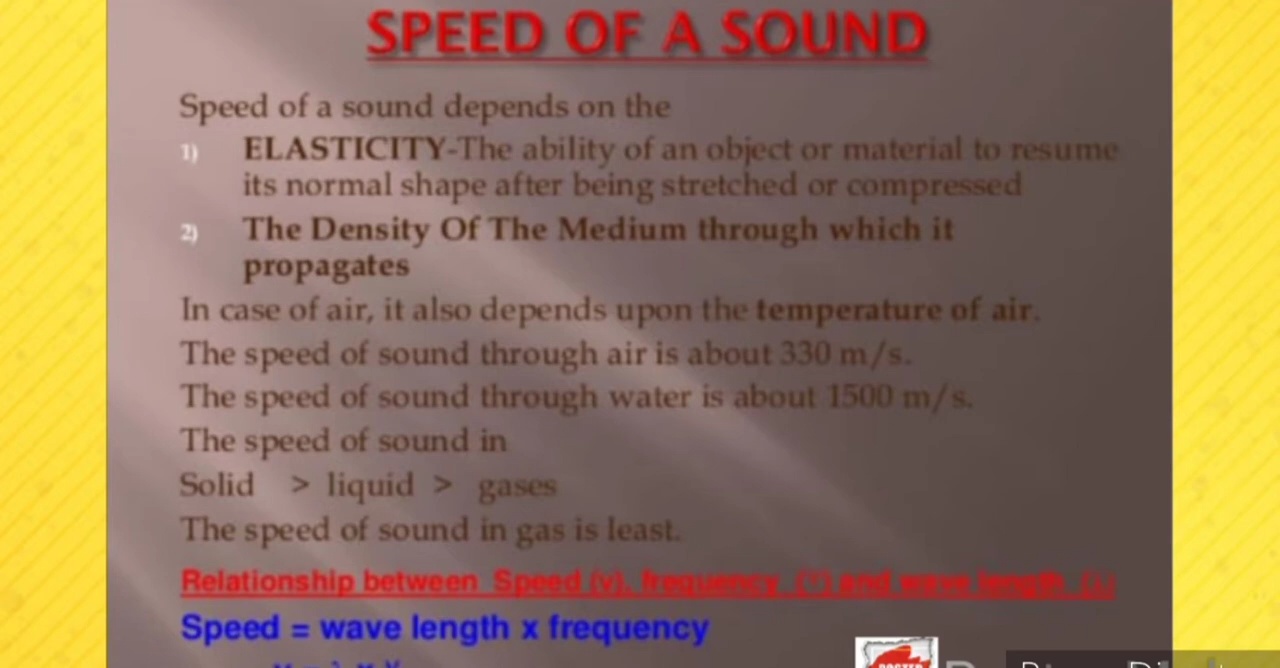 SPEED OF A SOUND
Speed of a sound depends on the
1) ELASTICITY-The ability of an object or material to resume
its normal shape after being stretched or compressed
2) The Density Of The Medium through which it
propagates
In case of air, it also depends upon the temperature of air.
The speed of sound through air is about 330 m/s.
The speed of sound through water is about 1500 m/s.
The speed of sound in
Solid > liquid > gases
The speed of sound in gas is least.
Relationship between Speed (v), frequency and wave length
Speed = wave length x frequency